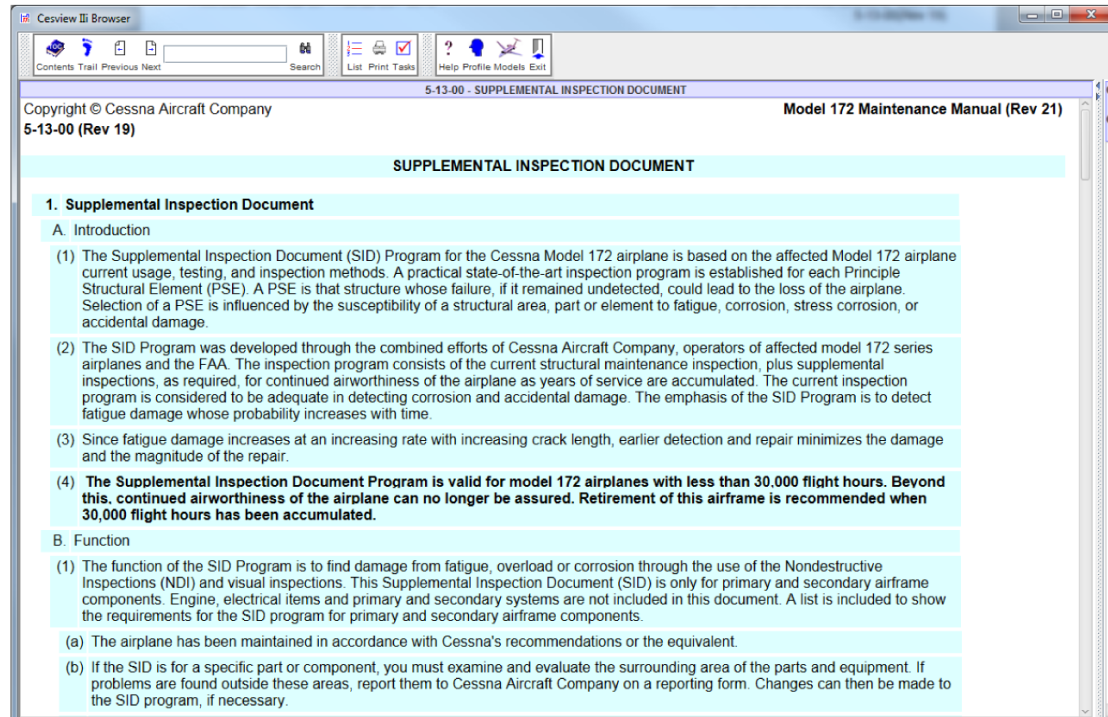 Cesview IIi Browser
TOC
Contents Trail Previous Next Search List Print Tasks Help Profile Models Exit
5-13-00 - SUPPLEMENTAL INSPECTION DOCUMENT
Copyright © Cessna Aircraft Company Model 172 Maintenance Manual (Rev 21)
5-13-00 (Rev 19)
SUPPLEMENTAL INSPECTION DOCUMENT
1. Supplemental Inspection Document
A. Introduction
(1) The Supplemental Inspection Document (SID) Program for the Cessna Model 172 airplane is based on the affected Model 172 airplane
current usage, testing, and inspection methods. A practical state-of-the-art inspection program is established for each Principle
Structural Element (PSE). A PSE is that structure whose failure, if it remained undetected, could lead to the loss of the airplane.
Selection of a PSE is influenced by the susceptibility of a structural area, part or element to fatigue, corrosion, stress corrosion, or
accidental damage.
(2) The SID Program was developed through the combined efforts of Cessna Aircraft Company, operators of affected model 172 series
airplanes and the FAA. The inspection program consists of the current structural maintenance inspection, plus supplemental
inspections, as required, for continued airworthiness of the airplane as years of service are accumulated. The current inspection
program is considered to be adequate in detecting corrosion and accidental damage. The emphasis of the SID Program is to detect
fatigue damage whose probability increases with time.
(3) Since fatigue damage increases at an increasing rate with increasing crack length, earlier detection and repair minimizes the damage
and the magnitude of the repair.
(4) The Supplemental Inspection Document Program is valid for model 172 airplanes with less than 30,000 flight hours. Beyond
this, continued airworthiness of the airplane can no longer be assured. Retirement of this airframe is recommended when
30,000 flight hours has been accumulated.
B. Function
(1) The function of the SID Program is to find damage from fatigue, overload or corrosion through the use of the Nondestructive
Inspections (NDI) and visual inspections. This Supplemental Inspection Document (SID) is only for primary and secondary airframe
components. Engine, electrical items and primary and secondary systems are not included in this document. A list is included to show
the requirements for the SID program for primary and secondary airframe components.
(a) The airplane has been maintained in accordance with Cessna's recommendations or the equivalent.
(b) If the SID is for a specific part or component, you must examine and evaluate the surrounding area of the parts and equipment. If
problems are found outside these areas, report them to Cessna Aircraft Company on a reporting form. Changes can then be made to
the SID program, if necessary.